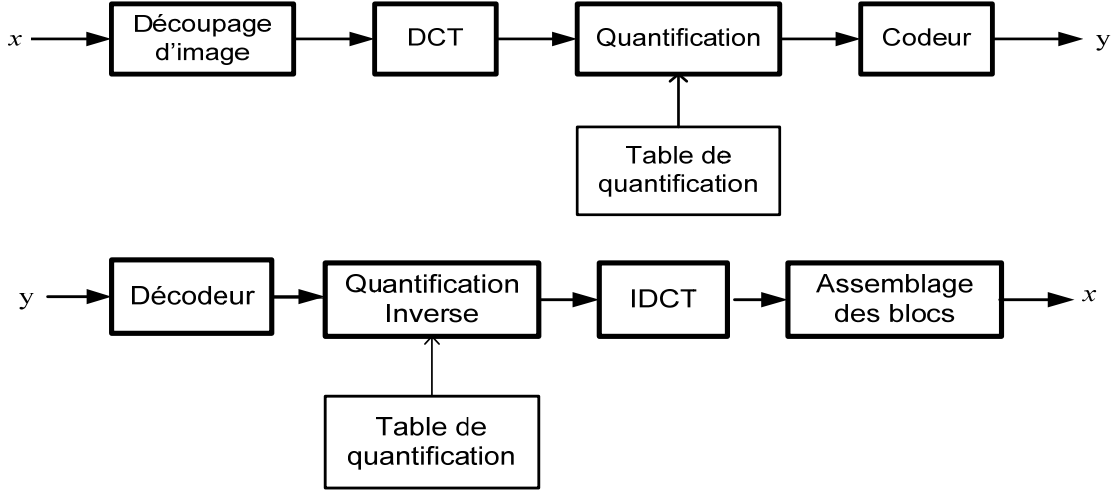 x
Découpage
d'image
DCT
Quantification
Codeur
y
Table de
quantification
y
Décodeur
Quantification
Inverse
IDCT
Assemblage
des blocs
x
Table de
quantification